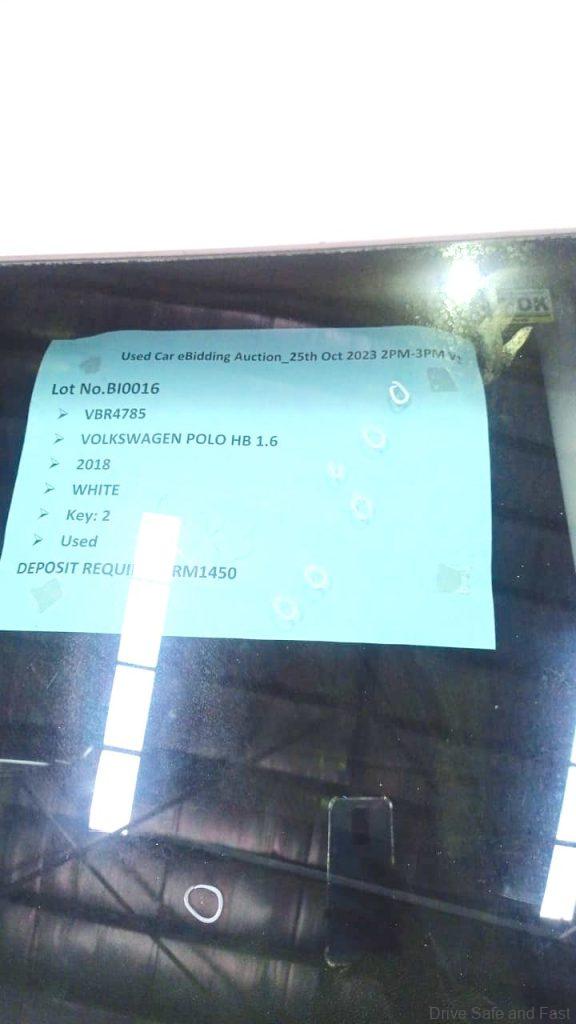 OK
Used Car eBidding Auction_25th Oct 2023 2PM-3PM
Lot No.BI0016
➢ VBR4785
➢ VOLKSWAGEN POLO HB 1.6
➢ 2018
➢ WHITE
➢ Key: 2
➢ Used
DEPOSIT RM1450
Drive Safe and Fast